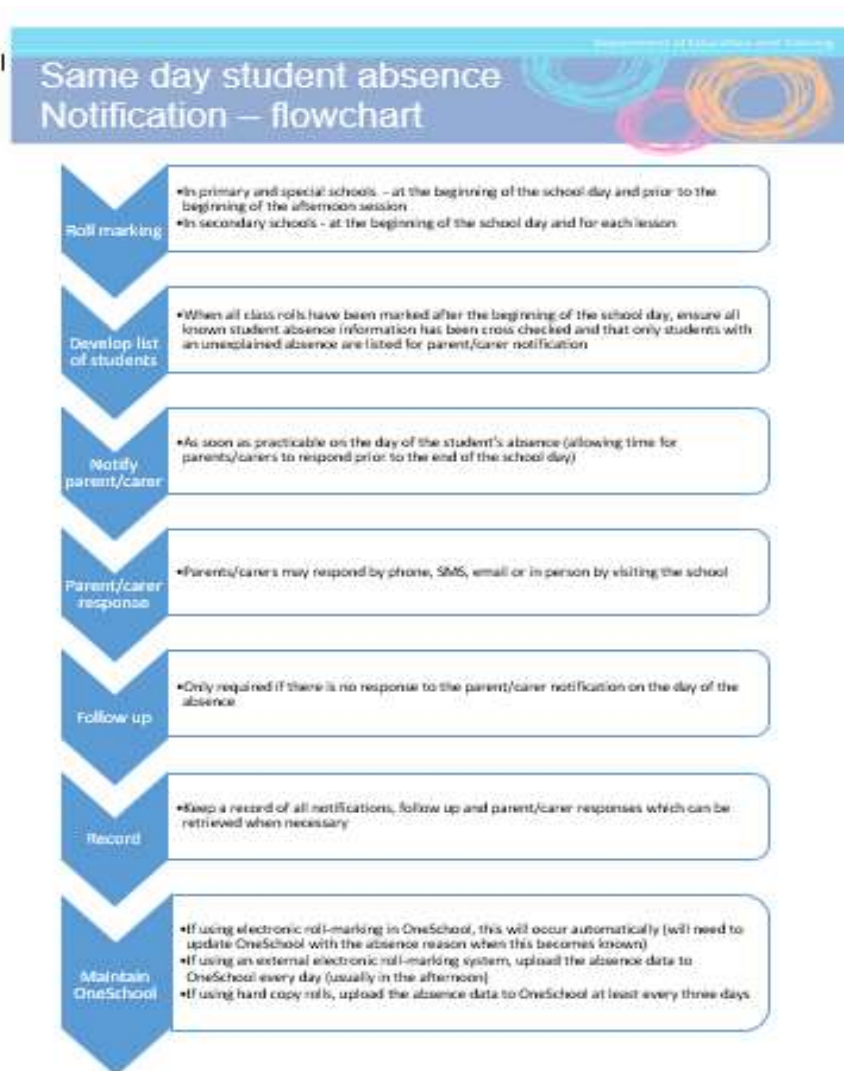 Department of Education and Training
Same day student absence
Notification – flowchart
Roll marking
•In primary and special schools - at the beginning of the school day and prior to the
beginning of the afternoon session
•In secondary schools - at the beginning of the school day and for each lesson
Develop list
of students
•When all class rolls have been marked after the beginning of the school day, ensure all
known student absence information has been cross checked and that only students with
an unexplained absence are listed for parent/carer notification
Notify
parent/carer
•As soon as practicable on the day of the student's absence (allowing time for
parents/carers to respond prior to the end of the school day)
Parent/carer
response
•Parents/carers may respond by phone, SMS, email or in person by visiting the school
Follow up
•Only required if there is no response to the parent/carer notification on the day of the
absence
Record
•Keep a record of all notifications, follow up and parent/carer responses which can be
retrieved when necessary
Maintain
OneSchool
•If using electronic roll-marking in OneSchool, this will occur automatically (will need to
update OneSchool with the absence reason when this becomes known)
•If using an external electronic roll-marking system, upload the absence data to
OneSchool every day (usually in the afternoon)
•If using hard copy rolls, upload the absence data to OneSchool at least every three days